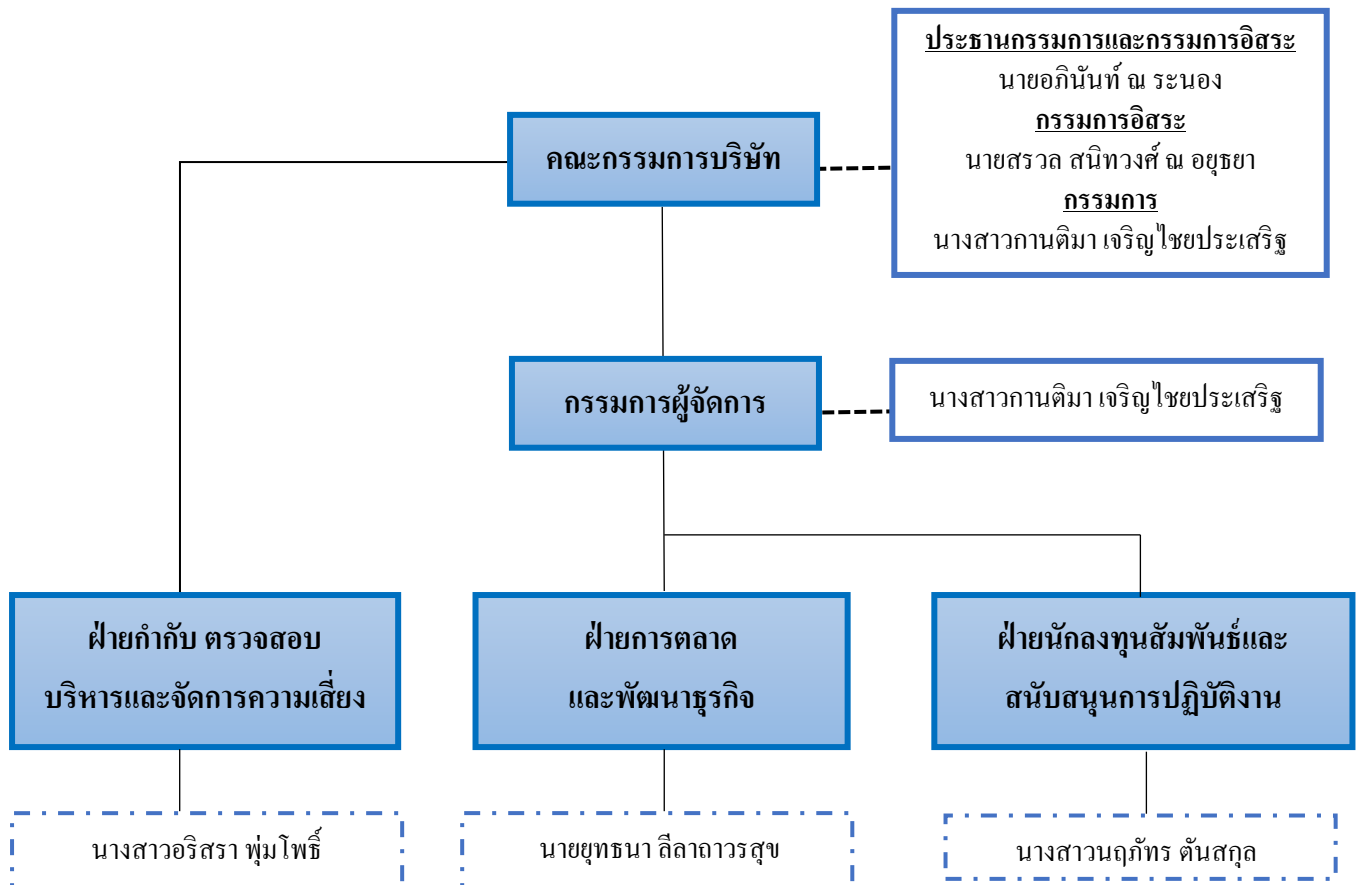 ประธานกรรมการและกรรมการอิสระ
นายอภินันท์ ณ ระนอง
กรรมการอิสระ
นายสรวล สนิทวงศ์ ณ อยุธยา
กรรมการ
นางสาวกานติมา เจริญไชยประเสริฐ
คณะกรรมการบริษัท
กรรมการผู้จัดการ
นางสาวกานติมา เจริญไชยประเสริฐ
ฝ่ายกำกับ ตรวจสอบ
บริหารและจัดการความเสี่ยง
ฝ่ายการตลาด
และพัฒนาธุรกิจ
ฝ่ายนักลงทุนสัมพันธ์และ
สนับสนุนการปฏิบัติงาน
นางสาวอริสรา พุ่มโพธิ์
นายยุทธนา ลีลาถาวรสุข
นางสาวนฤภัทร ตันสกุล